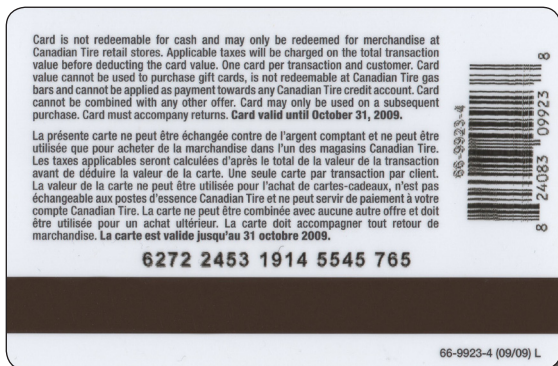 Card is not redeemable for cash and may only be redeemed for merchandise at
Canadian Tire retail stores. Applicable taxes will be charged on the total transaction
value before deducting the card value. One card per transaction and customer. Card
value cannot be used to purchase gift cards, is not redeemable at Canadian Tire gas
bars and cannot be applied as payment towards any Canadian Tire credit account. Card
cannot be combined with any other offer. Card may only be used on a subsequent
purchase. Card must accompany returns. Card valid until October 31, 2009.
La présente carte ne peut être échangée contre de l'argent comptant et ne peut être
utilisée que pour acheter de la marchandise dans l'un des magasins Canadian Tire.
Les taxes applicables seront calculées d'après le total de la valeur de la transaction
avant de déduire la valeur de la carte. Une seule carte par transaction par client.
La valeur de la carte ne peut être utilisée pour l'achat de cartes-cadeaux, n'est pas
échangeable aux postes d'essence Canadian Tire et ne peut servir de paiement à votre
compte Canadian Tire. La carte ne peut être combinée avec aucune autre offre et doit
être utilisée pour un achat ultérieur. La carte doit accompagner tout retour de
marchandise. La carte est valide jusqu'au 31 octobre 2009.
66-9923-4
8 24083 09923 8
6272 2453 1914 5545 765
66-9923-4 (09/09) L